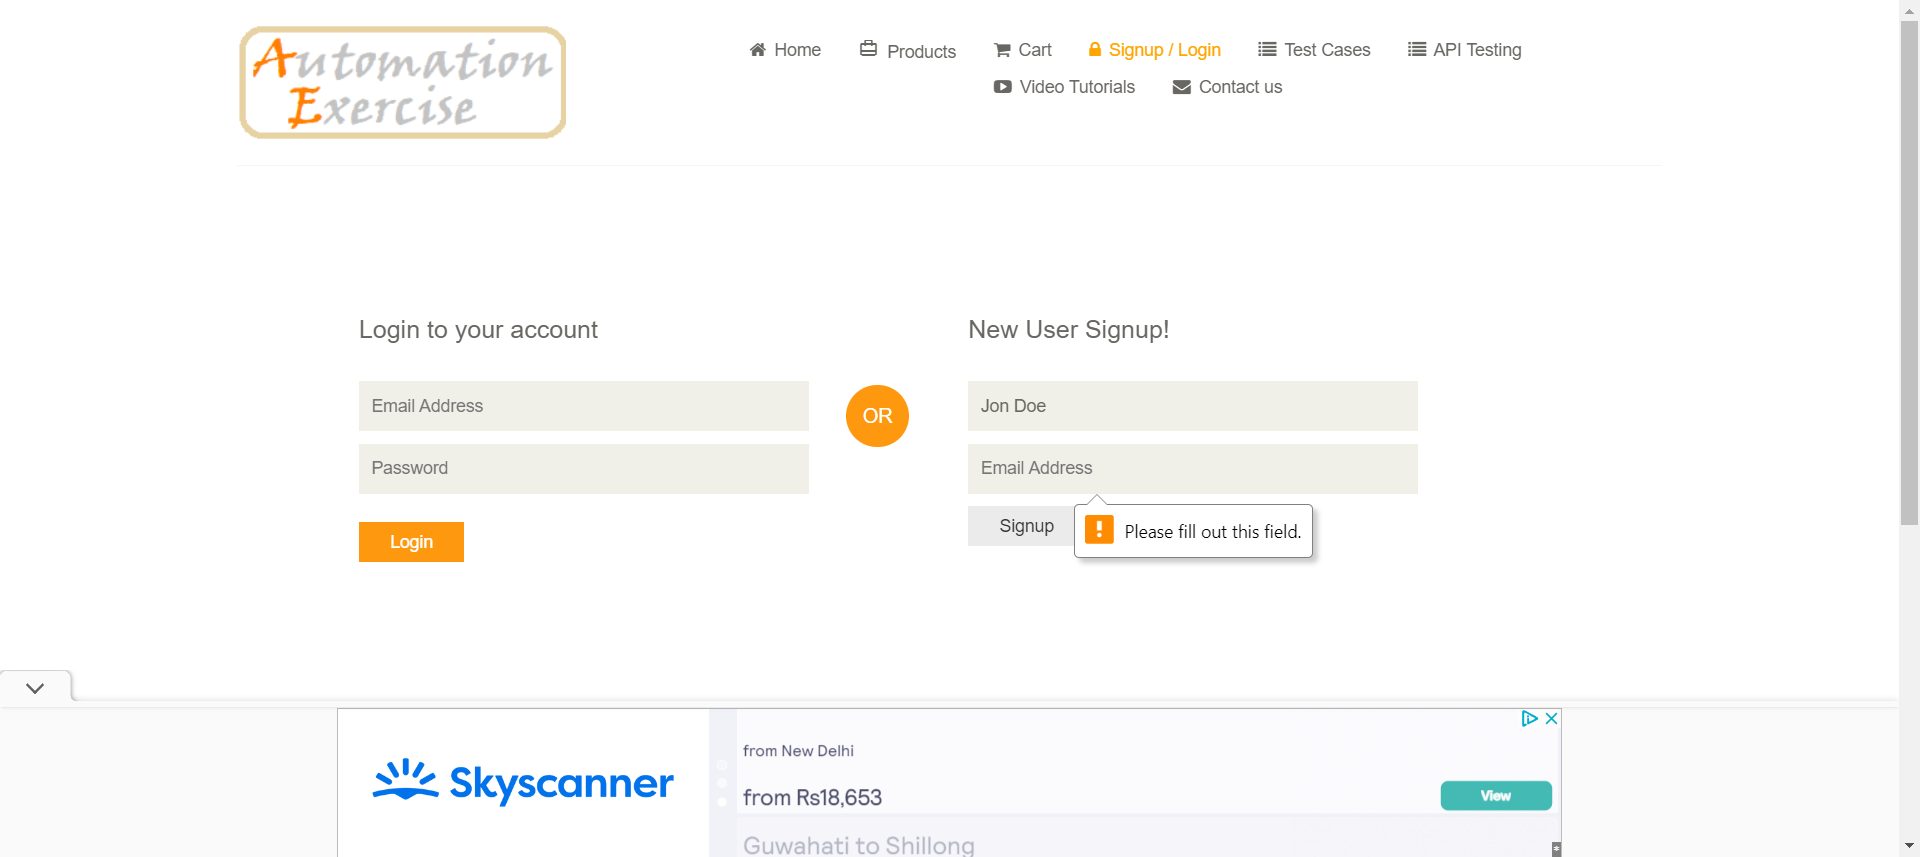 Automation
Exercise
Home
Products
Cart
Signup / Login
Test Cases
API Testing
Video Tutorials
Contact us
Login to your account
Email Address
Password
Login
OR
New User Signup!
Jon Doe
Email Address
Signup
Please fill out this field.
Skyscanner
from New Delhi
from Rs18,653
View
Guwahati to Shillong